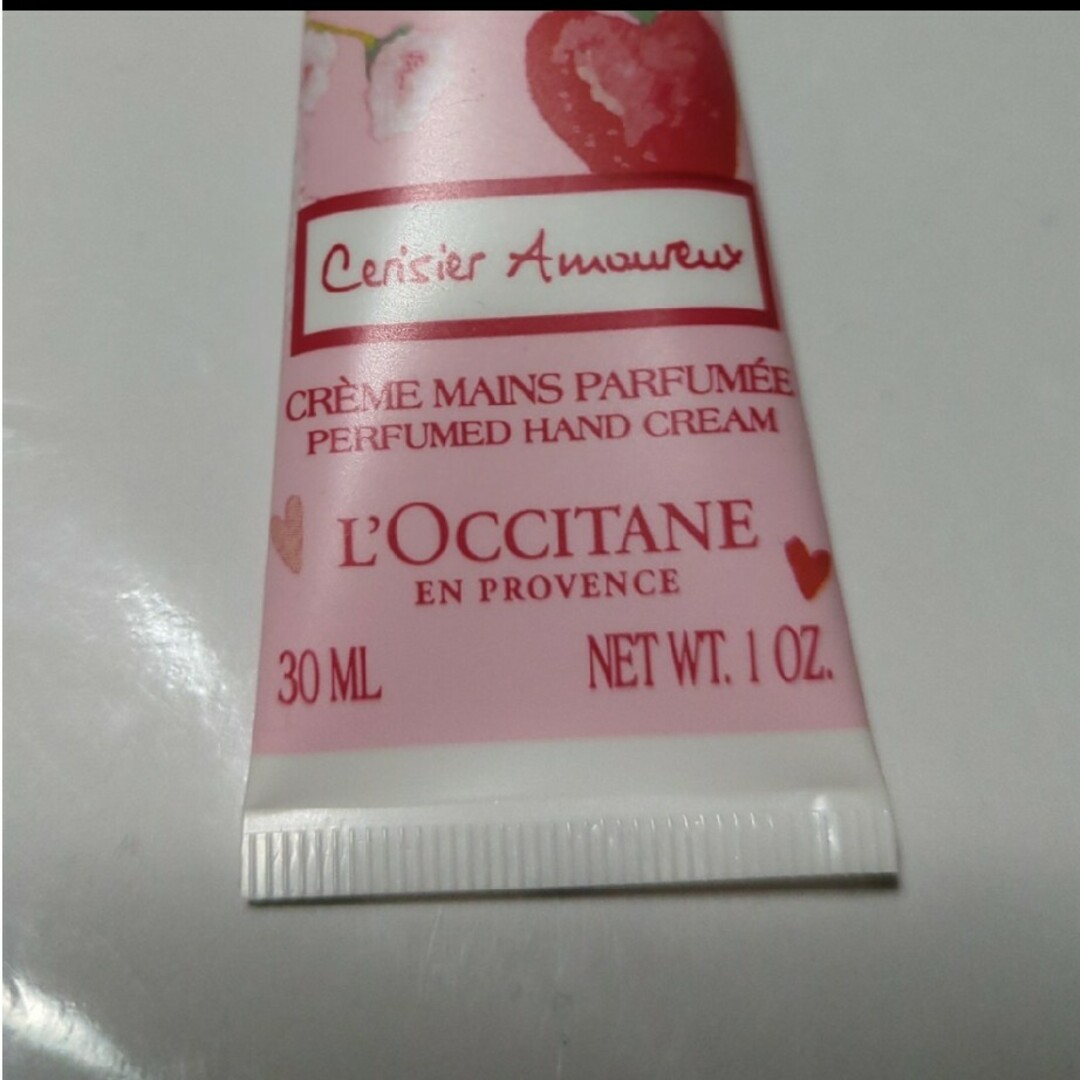 Cerisier Amoureux
CRÈME MAINS PARFUMÉE
PERFUMED HAND CREAM
L'OCCITANE
EN PROVENCE
30 ML NET WT. 1 OZ.